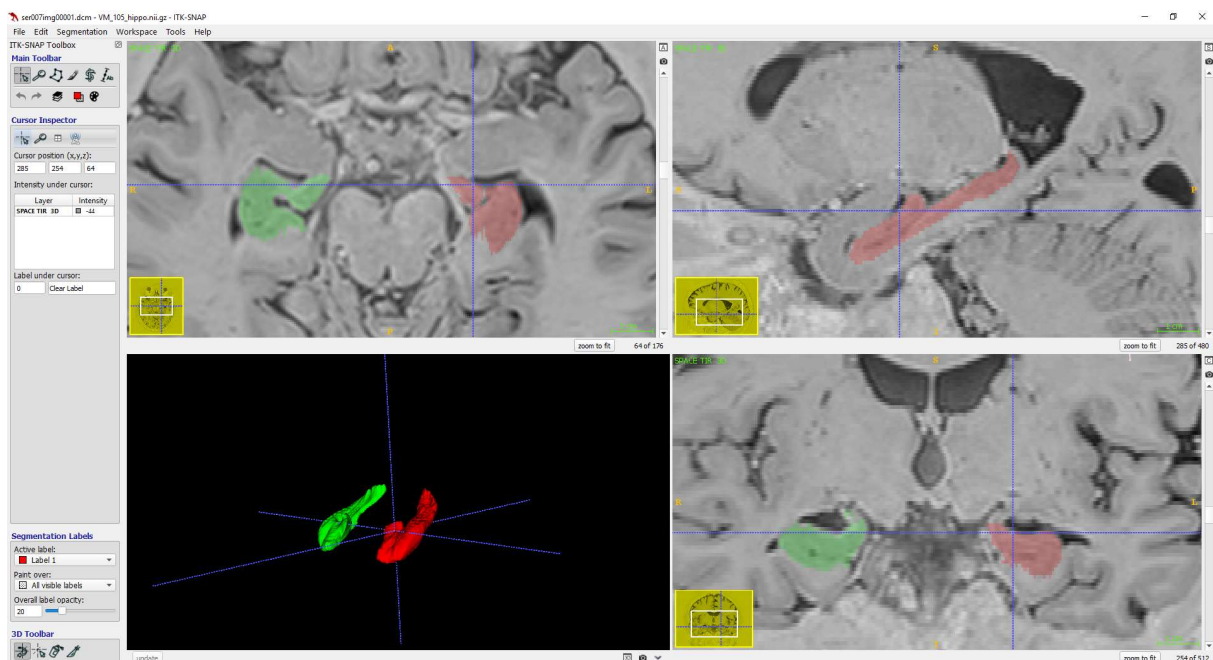 ser007img00001.dcm - VM_105_hippo.nii.gz - ITK-SNAP
File Edit Segmentation Workspace Tools Help
ITK-SNAP Toolbox
Main Toolbar
Cursor Inspector
Cursor position (x,y,z):
285 254 64
Intensity under cursor:
Layer Intensity
SPACE TIR 3D -44
Label under cursor:
0 Clear Label
Segmentation Labels
Active label:
Label 1
Paint over:
All visible labels
Overall label opacity:
20
3D Toolbar
A
R
L
P
zoom to fit 64 of 176
A
S
P
I
zoom to fit 285 of 480
S
update
SPACE TIR 3D
S
R
L
I
zoom to fit 254 of 512
C